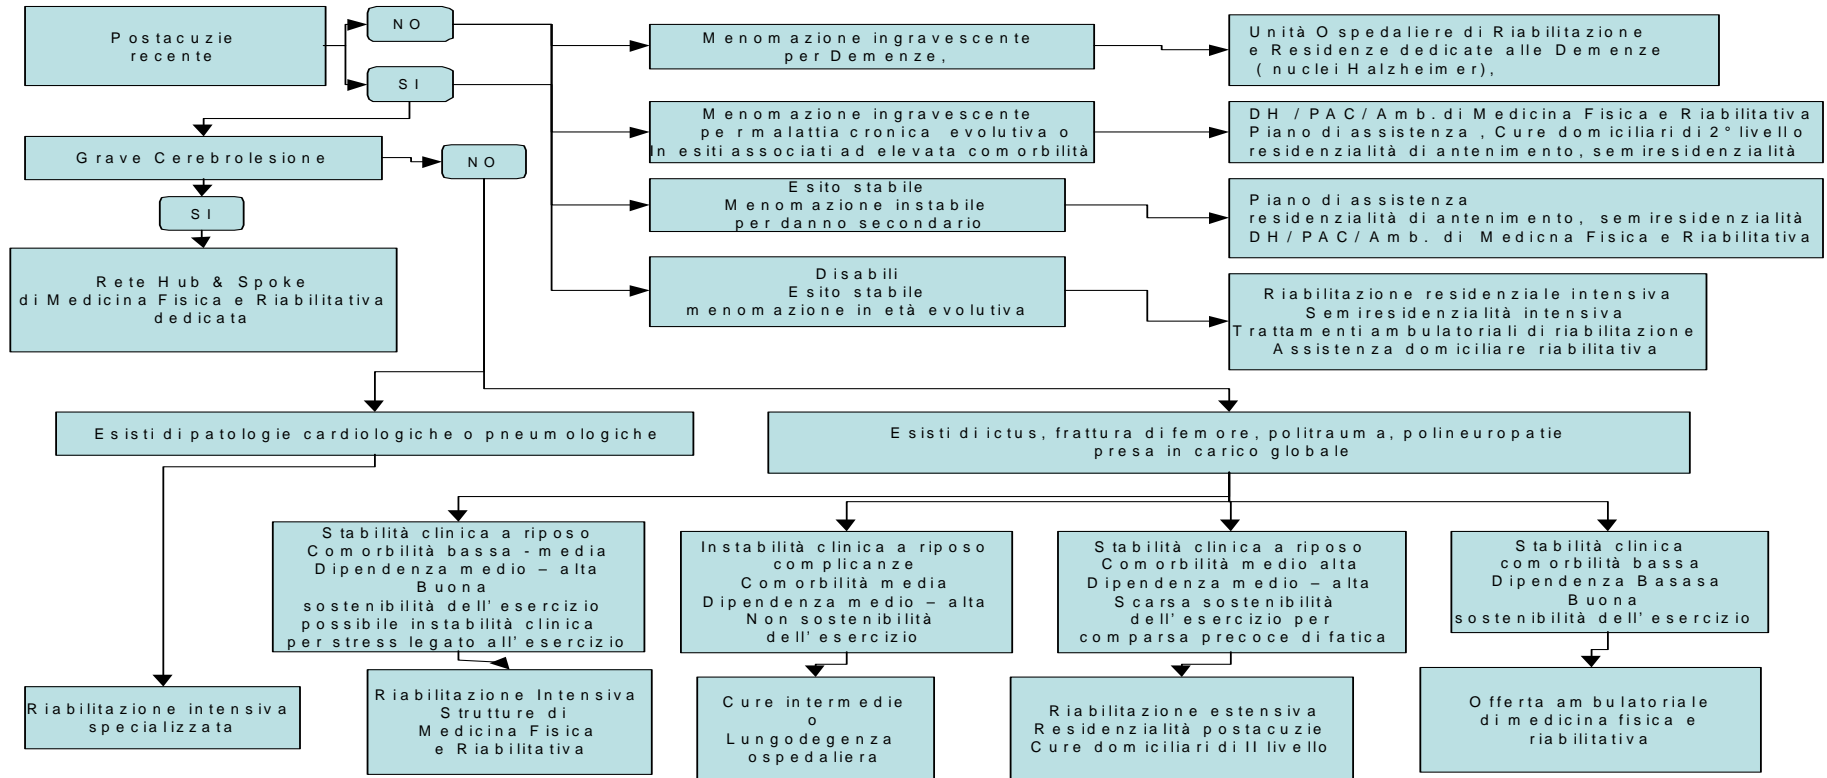 Postacuzie
recente
NO
SI
Menomazione ingravescente
per Demenze,
Unità Ospedaliere di Riabilitazione
e Residenze dedicate alle Demenze
( nuclei Halzheimer),
Menomazione ingravescente
per malattia cronica evolutiva o
In esiti associati ad elevata comorbilità
DH / PAC/ Amb. di Medicina Fisica e Riabilitativa
Piano di assistenza , Cure domiciliari di 2° livello
residenzialità di antenimento, semiresidenzialità
Grave Cerebrolesione
NO
SI
Esito stabile
Menomazione instabile
per danno secondario
Piano di assistenza
residenzialità di antenimento, semiresidenzialità
DH/ PAC/ Amb. di Medicna Fisica e Riabilitativa
Rete Hub & Spoke
di Medicina Fisica e Riabilitativa
dedicata
Disabili
Esito stabile
menomazione in età evolutiva
Riabilitazione residenziale intensiva
Semiresidenzialità intensiva
Trattamenti ambulatoriali di riabilitazione
Assistenza domiciliare riabilitativa
Esisti di patologie cardiologiche o pneumologiche
Esisti di ictus, frattura di femore, politrauma, polineuropatie
presa in carico globale
Stabilità clinica a riposo
Comorbilità bassa - media
Dipendenza medio – alta
Buona
sostenibilità dell' esercizio
possibile instabilità clinica
per stress legato all' esercizio
Instabilità clinica a riposo
complicanze
Comorbilità media
Dipendenza medio – alta
Non sostenibilità
dell' esercizio
Stabilità clinica a riposo
Comorbilità medio alta
Dipendenza medio – alta
Scarsa sostenibilità
dell' esercizio per
comparsa precoce di fatica
Stabilità clinica
comorbilità bassa
Dipendenza Basasa
Buona
sostenibilità dell' esercizio
Riabilitazione intensiva
specializzata
Riabilitazione Intensiva
Strutture di
Medicina Fisica
e Riabilitativa
Cure intermedie
o
Lungodegenza
ospedaliera
Riabilitazione estensiva
Residenzialità postacuzie
Cure domiciliari di II livello
Offerta ambulatoriale
di medicina fisica e
riabilitativa